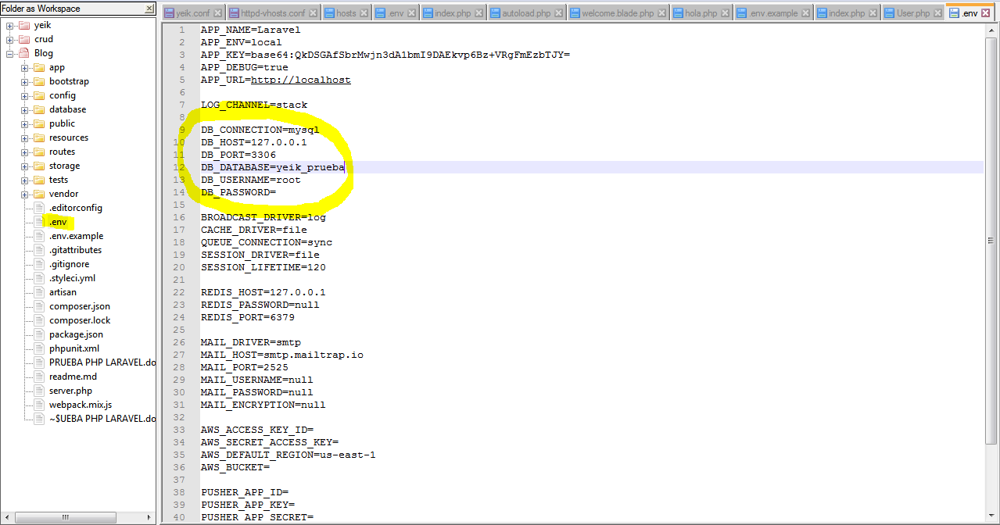 Folder as Workspace
yeik
crud
Blog
app
bootstrap
config
database
public
resources
routes
storage
tests
vendor
.editorconfig
.env
.env.example
.gitattributes
.gitignore
.styleci.yml
artisan
composer.json
composer.lock
package.json
phpunit.xml
PRUEBA PHP LARAVEL.do
readme.md
server.php
webpack.mix.js
~$UEBA PHP LARAVEL.do
yeik.conf httpd-vhosts.conf hosts .env index.php autoload.php welcome.blade.php hola.php .env.example index.php User.php .env
1 APP_NAME=Laravel
2 APP_ENV=local
3 APP_KEY=base64:QkDSGAfSbrMwjn3dA1bmI9DAEkvp6Bz+VRgFmEzbTJY=
4 APP_DEBUG=true
5 APP_URL=http://localhost
6
7 LOG_CHANNEL=stack
8
9 DB_CONNECTION=mysql
10 DB_HOST=127.0.0.1
11 DB_PORT=3306
12 DB_DATABASE=yeik_prueba
13 DB_USERNAME=root
14 DB_PASSWORD=
15
16 BROADCAST_DRIVER=log
17 CACHE_DRIVER=file
18 QUEUE_CONNECTION=sync
19 SESSION_DRIVER=file
20 SESSION_LIFETIME=120
21
22 REDIS_HOST=127.0.0.1
23 REDIS_PASSWORD=null
24 REDIS_PORT=6379
25
26 MAIL_DRIVER=smtp
27 MAIL_HOST=smtp.mailtrap.io
28 MAIL_PORT=2525
29 MAIL_USERNAME=null
30 MAIL_PASSWORD=null
31 MAIL_ENCRYPTION=null
32
33 AWS_ACCESS_KEY_ID=
34 AWS_SECRET_ACCESS_KEY=
35 AWS_DEFAULT_REGION=us-east-1
36 AWS_BUCKET=
37
38 PUSHER_APP_ID=
39 PUSHER_APP_KEY=
40 PUSHER_APP_SECRET=